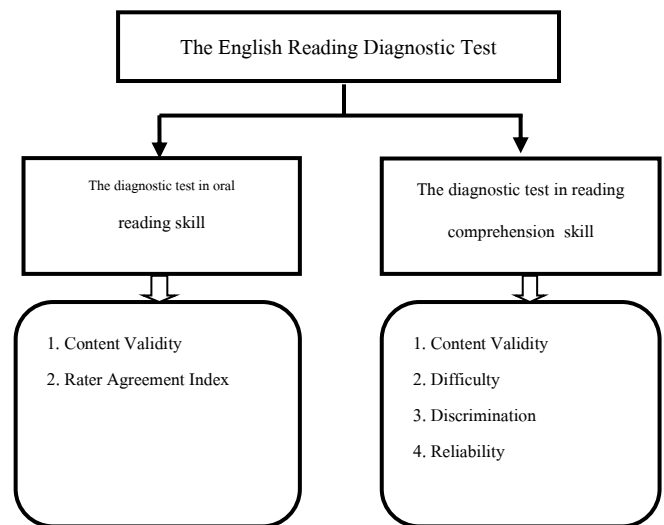 The English Reading Diagnostic Test
The diagnostic test in oral
reading skill
The diagnostic test in reading
comprehension skill
1. Content Validity
2. Rater Agreement Index
1. Content Validity
2. Difficulty
3. Discrimination
4. Reliability